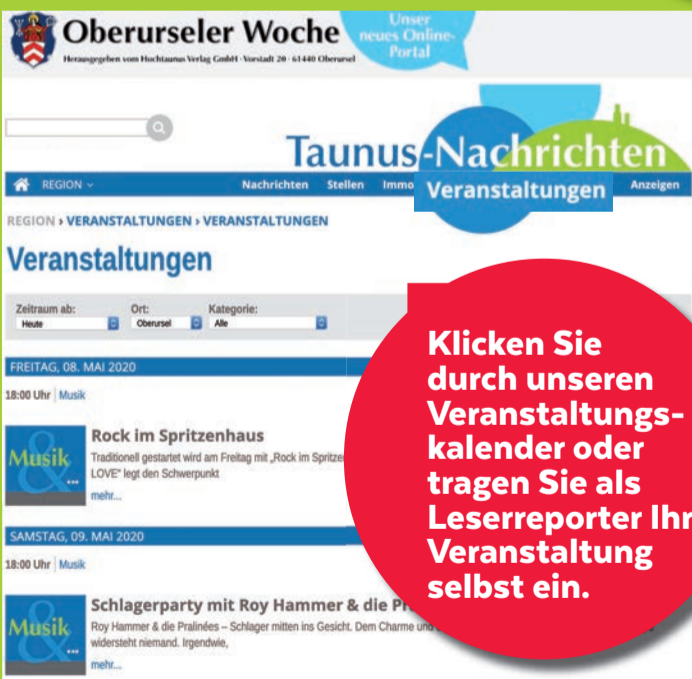 Oberurseler Woche
Herausgegeben vom Hochtaunus Verlag GmbH · Vorstadt 20 · 61440 Oberursel
Unser
neues Online-
Portal
Taunus-Nachrichten
REGION
Nachrichten Stellen Immo Veranstaltungen Anzeigen
REGION › VERANSTALTUNGEN › VERANSTALTUNGEN
Veranstaltungen
Zeitraum ab: Ort: Kategorie:
Heute Oberursel Alle
Klicken Sie
durch unseren
Veranstaltungs-
kalender oder
tragen Sie als
Leserreporter Ihr
Veranstaltung
selbst ein.
FREITAG, 08. MAI 2020
18:00 Uhr | Musik
&
Musik
...
Rock im Spritzenhaus
Traditionell gestartet wird am Freitag mit „Rock im
LOVE" legt den Schwerpunkt
mehr...
SAMSTAG, 09. MAI 2020
18:00 Uhr | Musik
&
Musik
...
Schlagerparty mit Roy Hammer & die
Roy Hammer & die Pralinées – Schlager mitten ins Gesicht. Dem Charme
widersteht niemand. Irgendwie,
mehr...